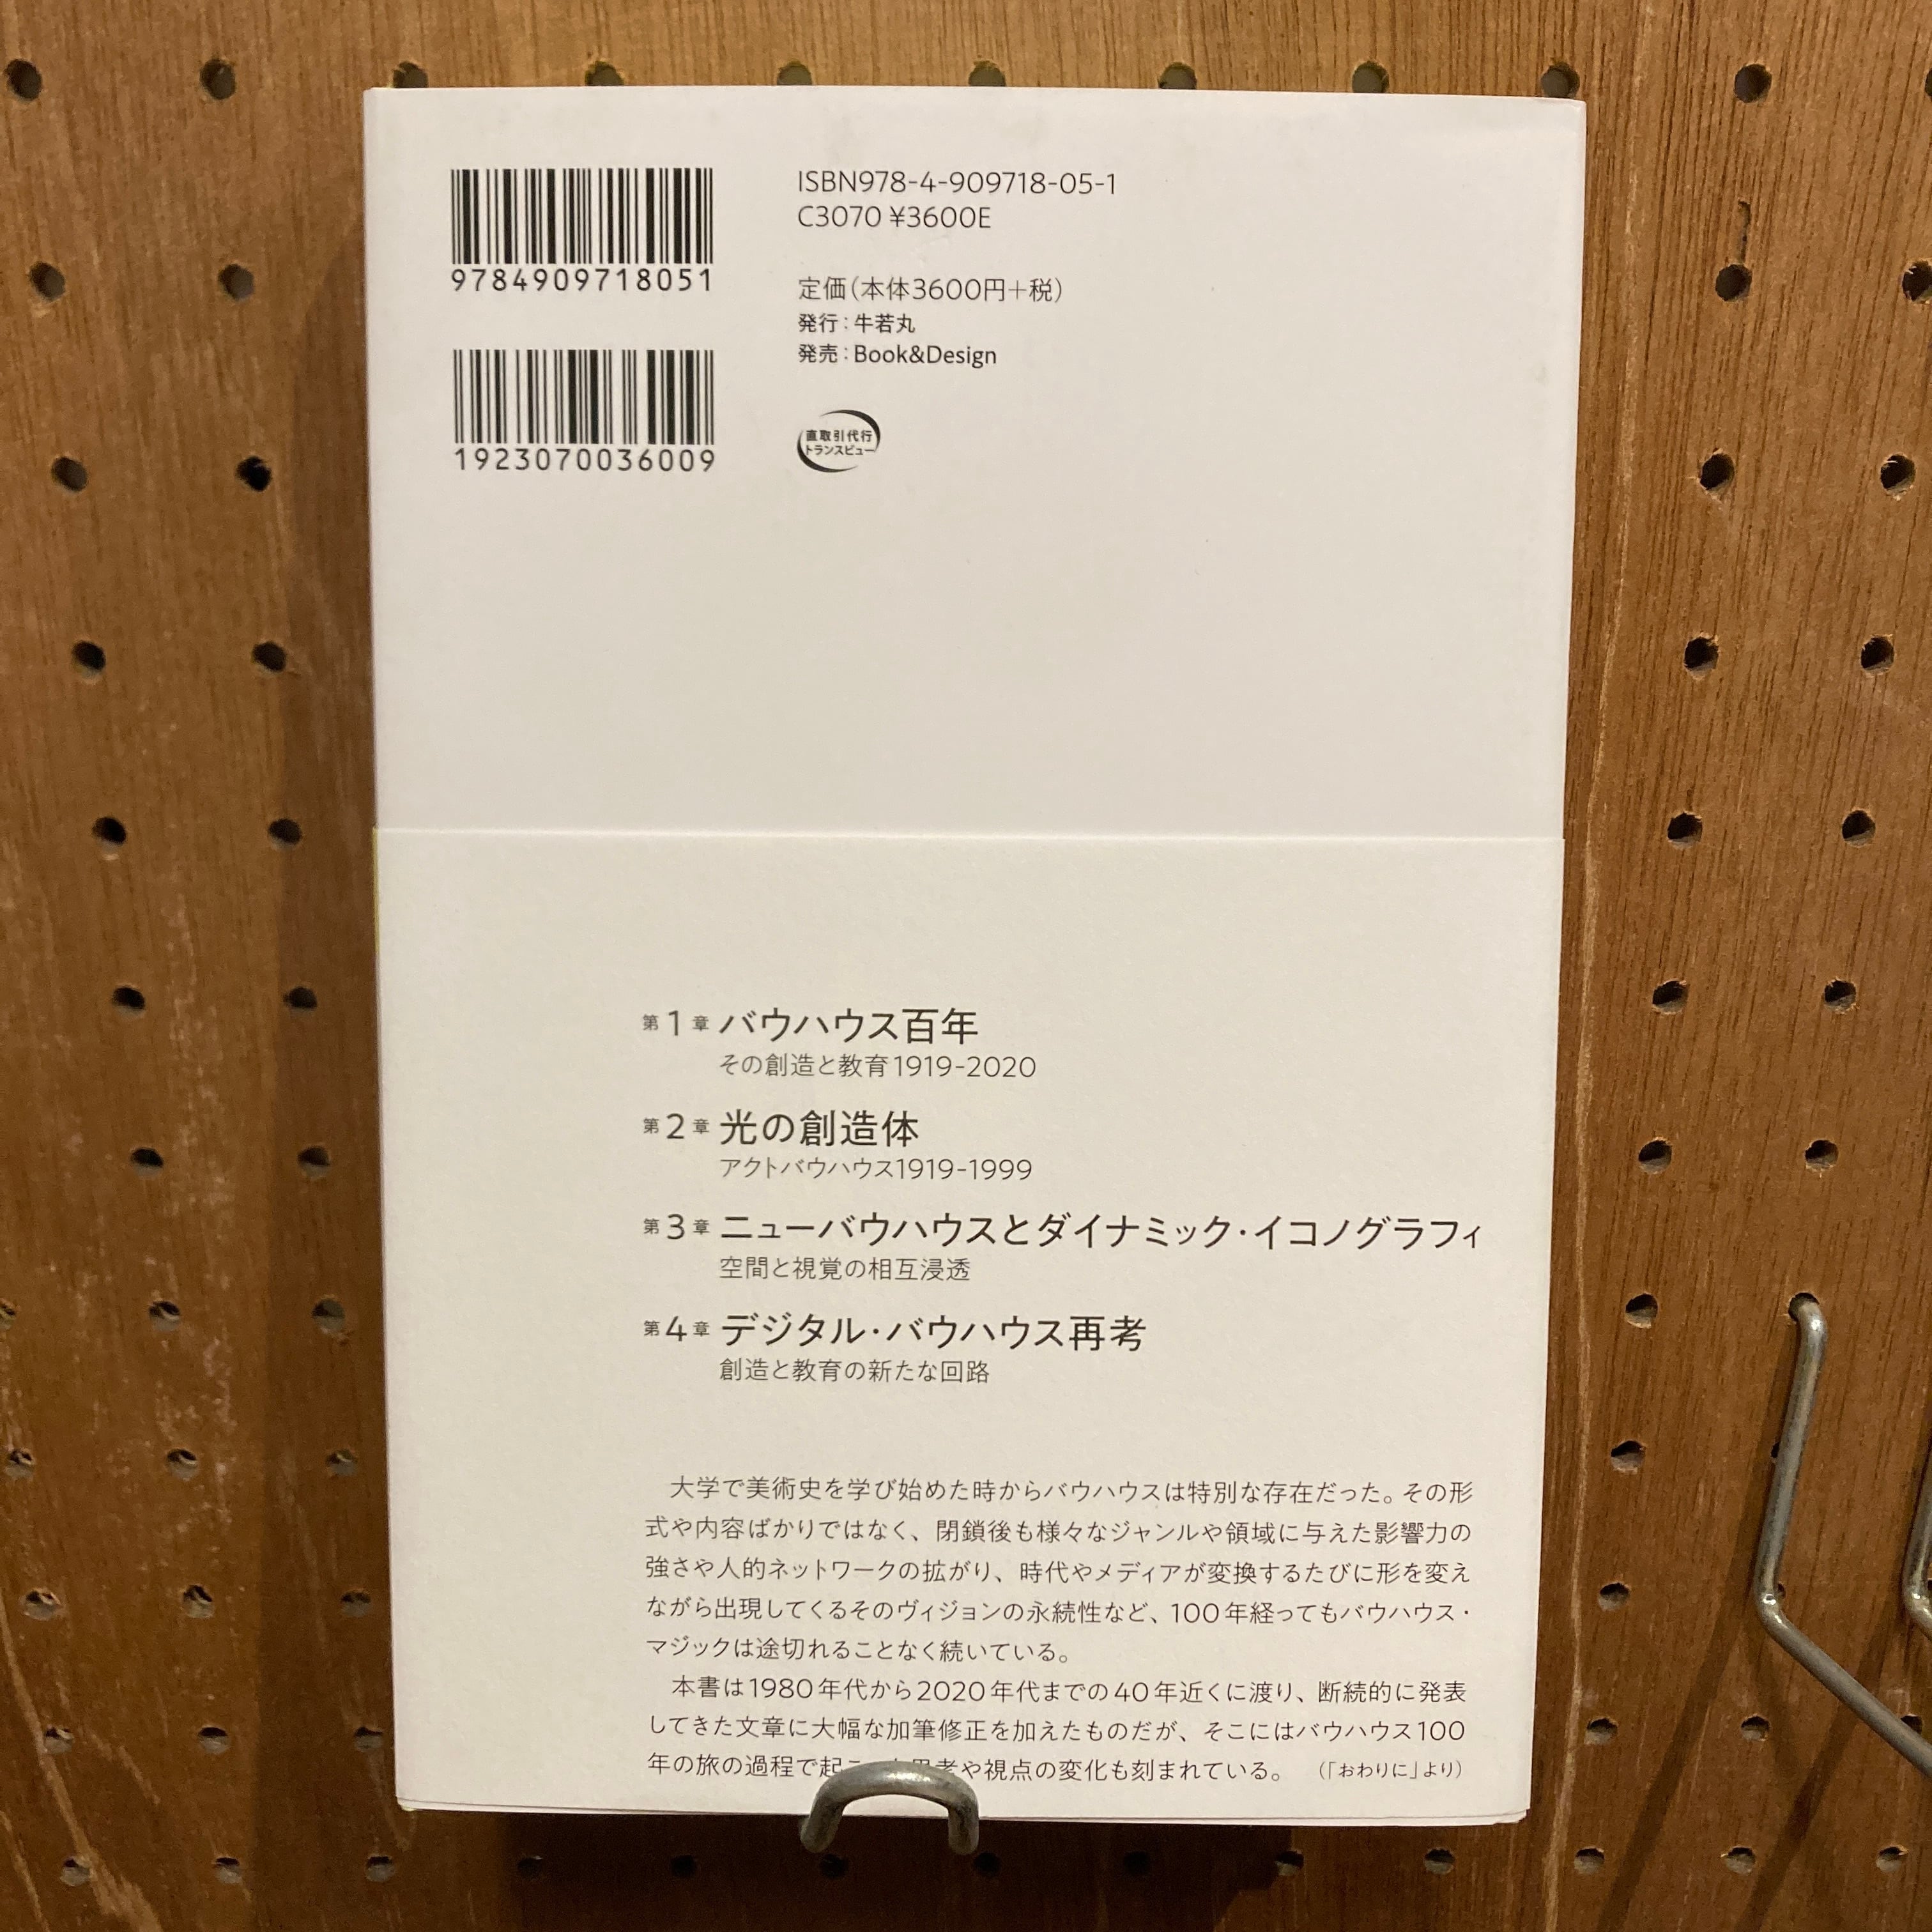 ISBN978-4-909718-05-1
C3070 ¥3600E
9784909718051
定価(本体3600円+税)
発行:牛若丸
発売:Book&Design
1923070036009
直取引代行
トランスビュー
第1章 バウハウス百年
その創造と教育1919-2020
第2章 光の創造体
アクトバウハウス1919-1999
第3章 ニューバウハウスとダイナミック・イコノグラフィ
空間と視覚の相互浸透
第4章 デジタル・バウハウス再考
創造と教育の新たな回路
大学で美術史を学び始めた時からバウハウスは特別な存在だった。その形
式や内容ばかりではなく、閉鎖後も様々なジャンルや領域に与えた影響力の
強さや人的ネットワークの拡がり、時代やメディアが変換するたびに形を変え
ながら出現してくるそのヴィジョンの永続性など、100年経ってもバウハウス・
マジックは途切れることなく続いている。
本書は1980年代から2020年代までの40年近くに渡り、断続的に発表
してきた文章に大幅な加筆修正を加えたものだが、そこにはバウハウス100
年の旅の過程で起こ 思考や視点の変化も刻まれている。 (「おわりに」より)